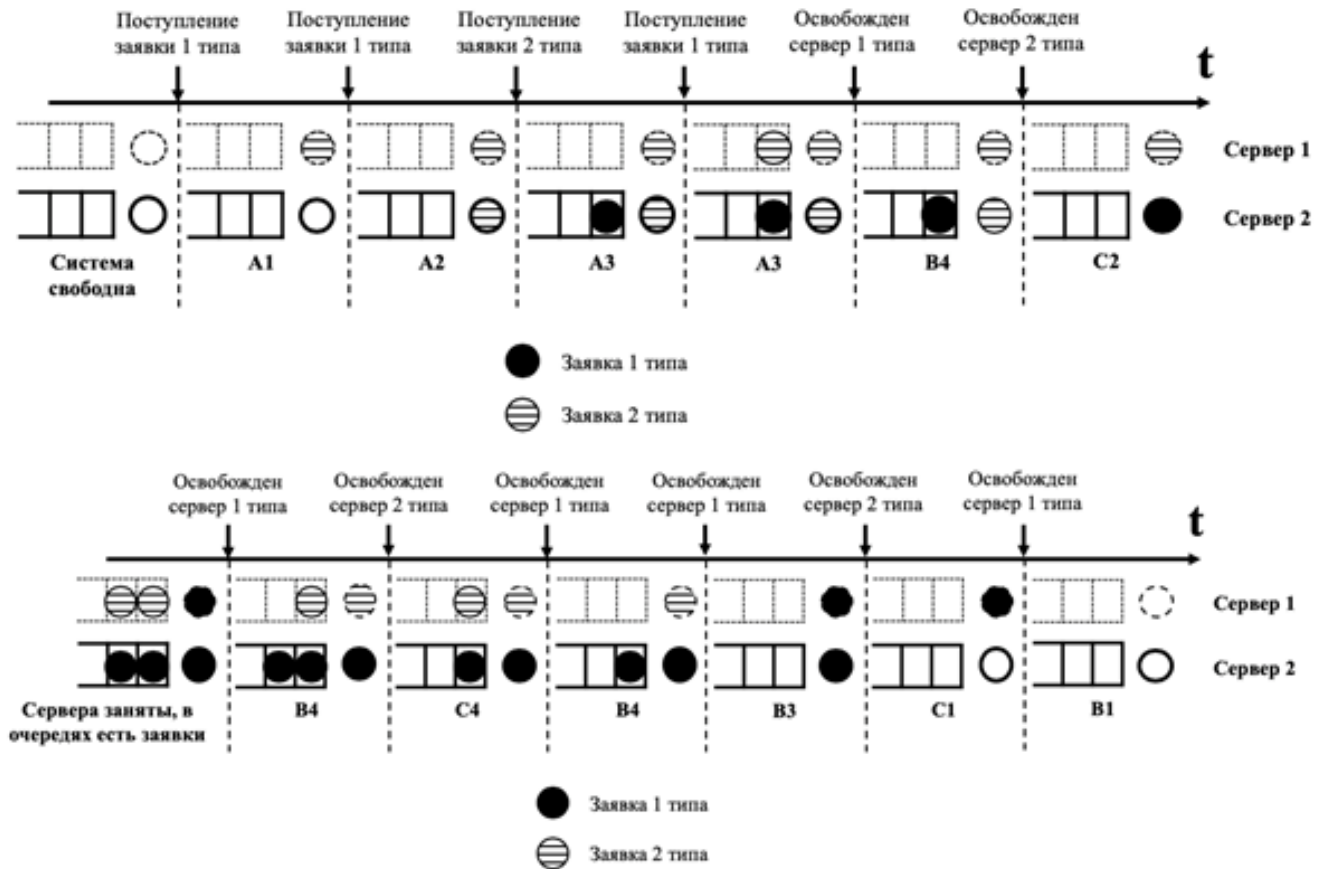 Поступление Поступление Поступление Поступление Освобожден Освобожден
заявки 1 типа заявки 1 типа заявки 2 типа заявки 1 типа сервер 1 типа сервер 2 типа
t
Сервер 1
Сервер 2
Система A1 A2 A3 A3 B4 C2
свободна
Заявка 1 типа
Заявка 2 типа
Освобожден Освобожден Освобожден Освобожден Освобожден Освобожден
сервер 1 типа сервер 2 типа сервер 1 типа сервер 1 типа сервер 2 типа сервер 1 типа
t
Сервер 1
Сервер 2
Сервера заняты, в B4 C4 B4 B3 C1 B1
очередях есть заявки
Заявка 1 типа
Заявка 2 типа